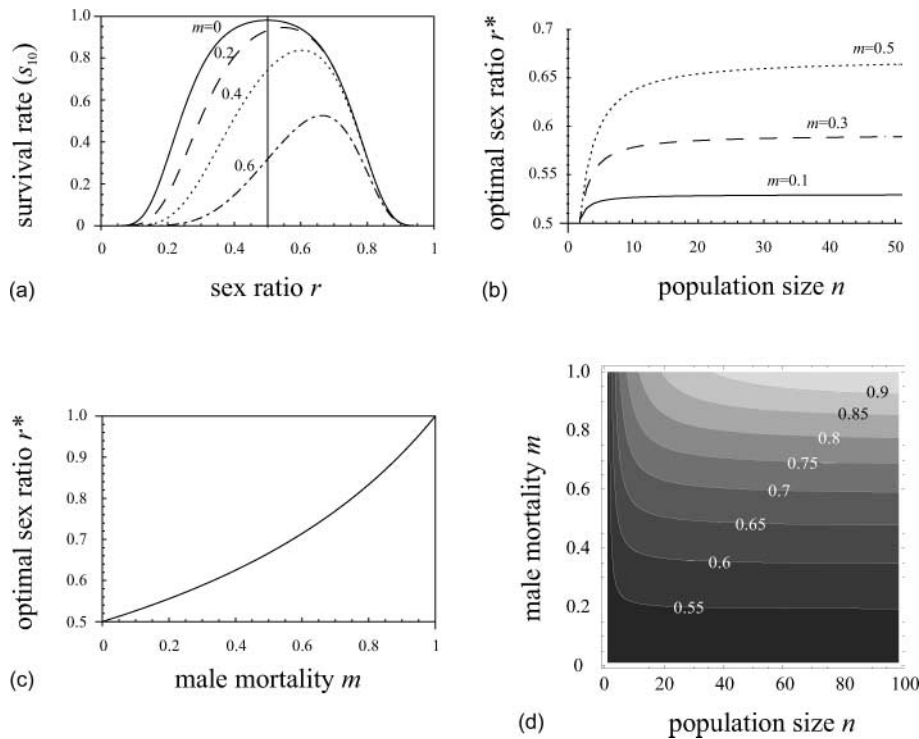 m=0
0.2
0.4
0.6
survival rate (s₁₀)
1.0
0.8
0.6
0.4
0.2
0
0 0.2 0.4 0.6 0.8 1
sex ratio r
(a)
optimal sex ratio r*
0.7
0.65
0.6
0.55
0.5
m=0.5
m=0.3
m=0.1
0 10 20 30 40 50
population size n
(b)
optimal sex ratio r*
1.0
0.9
0.8
0.7
0.6
0.5
0 0.2 0.4 0.6 0.8 1
male mortality m
(c)
male mortality m
1.0
0.8
0.6
0.4
0.2
0
0.9
0.85
0.8
0.75
0.7
0.65
0.6
0.55
0 20 40 60 80 100
population size n
(d)